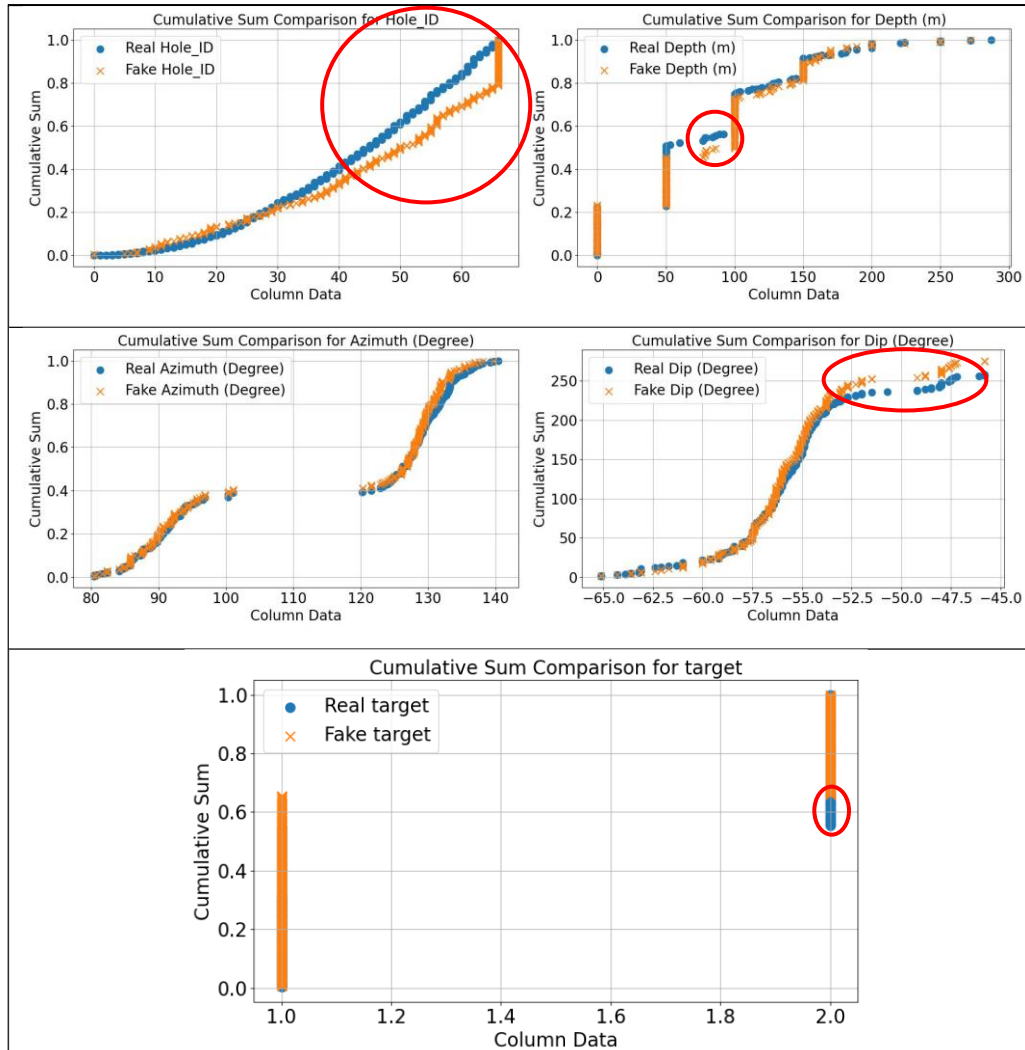 Cumulative Sum Comparison for Hole_ID
1.0
0.8
0.6
0.4
0.2
0.0
Cumulative Sum
Real Hole_ID
Fake Hole_ID
0 10 20 30 40 50 60
Column Data
Cumulative Sum Comparison for Depth (m)
1.0
0.8
0.6
0.4
0.2
0.0
Cumulative Sum
Real Depth (m)
Fake Depth (m)
0 50 100 150 200 250 300
Column Data
Cumulative Sum Comparison for Azimuth (Degree)
1.0
0.8
0.6
0.4
0.2
0.0
Cumulative Sum
Real Azimuth (Degree)
Fake Azimuth (Degree)
80 90 100 110 120 130 140
Column Data
Cumulative Sum Comparison for Dip (Degree)
250
200
150
100
50
0
Cumulative Sum
Real Dip (Degree)
Fake Dip (Degree)
−65.0 −62.5 −60.0 −57.5 −55.0 −52.5 −50.0 −47.5 −45.0
Column Data
Cumulative Sum Comparison for target
1.0
0.8
0.6
0.4
0.2
0.0
Cumulative Sum
Real target
Fake target
1.0 1.2 1.4 1.6 1.8 2.0
Column Data